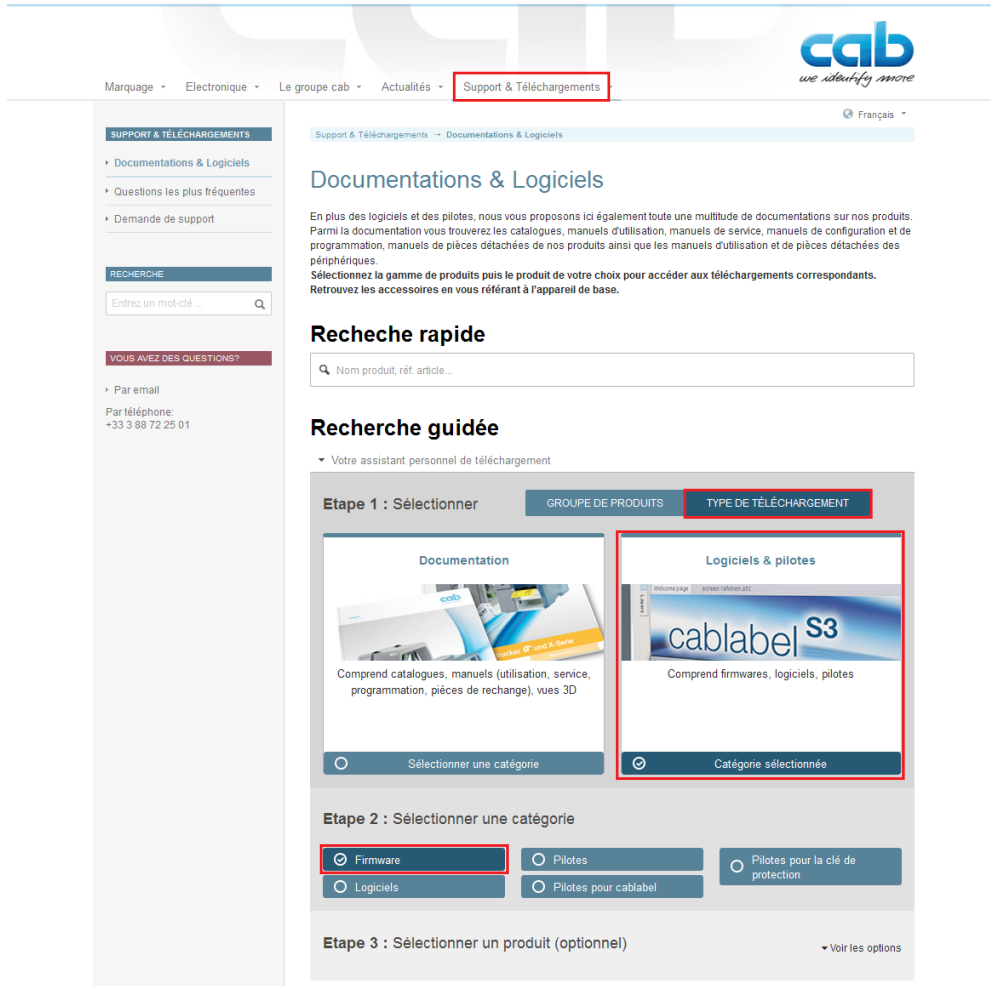 cab
we identify more
Marquage
Electronique
Le groupe cab
Actualités
Support & Téléchargements
Français
SUPPORT & TÉLÉCHARGEMENTS
Documentations & Logiciels
Questions les plus fréquentes
Demande de support
RECHERCHE
Entrez un mot-clé ...
VOUS AVEZ DES QUESTIONS?
Par email
Par téléphone:
+33 3 88 72 25 01
Support & Téléchargements → Documentations & Logiciels
Documentations & Logiciels
En plus des logiciels et des pilotes, nous vous proposons ici également toute une multitude de documentations sur nos produits.
Parmi la documentation vous trouverez les catalogues, manuels d'utilisation, manuels de service, manuels de configuration et de
programmation, manuels de pièces détachées de nos produits ainsi que les manuels d'utilisation et de pièces détachées des
périphériques.
Sélectionnez la gamme de produits puis le produit de votre choix pour accéder aux téléchargements correspondants.
Retrouvez les accessoires en vous référant à l'appareil de base.
Recheche rapide
Nom produit, réf. article...
Recherche guidée
Votre assistant personnel de téléchargement
Etape 1 : Sélectionner
GROUPE DE PRODUITS
TYPE DE TÉLÉCHARGEMENT
Documentation
cab
und X-Serie
Comprend catalogues, manuels (utilisation, service,
programmation, pièces de rechange), vues 3D
Sélectionner une catégorie
Logiciels & pilotes
Welcome page
screen rahmen.stc
Layers
cablabel S3
Comprend firmwares, logiciels, pilotes
Catégorie sélectionnée
Etape 2 : Sélectionner une catégorie
Firmware
Pilotes
Pilotes pour la clé de
protection
Logiciels
Pilotes pour cablabel
Etape 3 : Sélectionner un produit (optionnel)
Voir les options